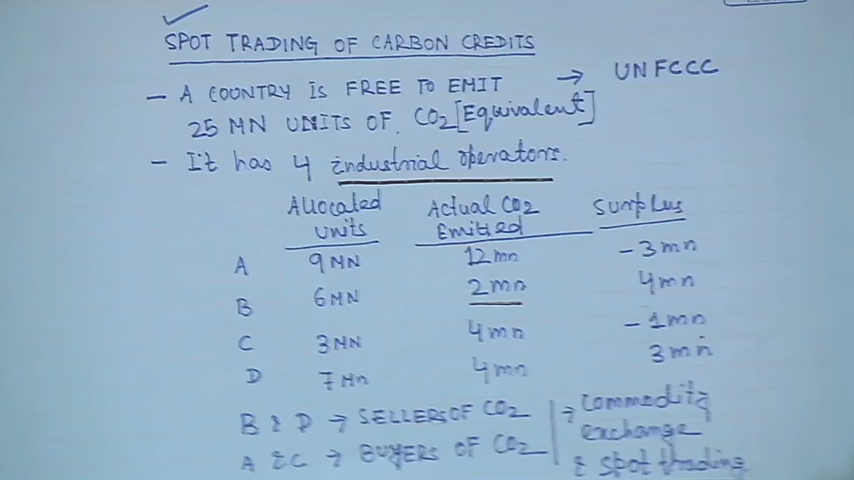 SPOT TRADING OF CARBON CREDITS
- A COUNTRY IS FREE TO EMIT → UNFCCC
25 MN UNITS OF. CO2 [Equivalent]
- It has 4 industrial operators.
Allocated Units Actual CO2 Emitted Surplus
A 9 MN 12 mn - 3 mn
B 6 MN 2 mn 4 mn
C 3 MN 4 mn - 1 mn
D 7 Mn 4 mn 3 mn
B & D → SELLERS OF CO2 → commodity
exchange
A & C → BUYERS OF CO2 & spot trading.